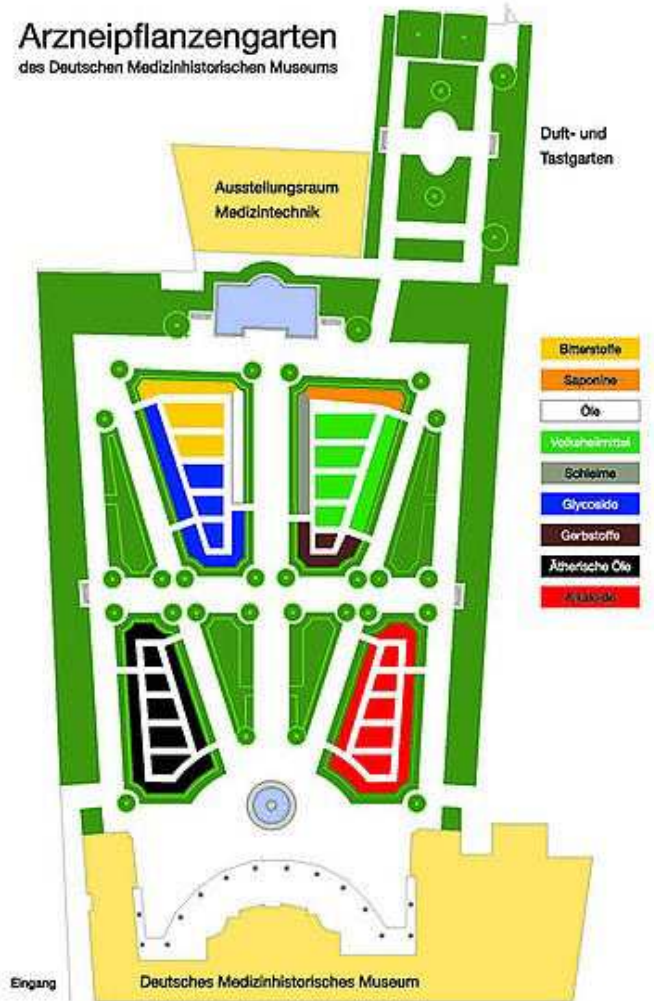 Arzneipflanzengarten
des Deutschen Medizinhistorischen Museums
Duft- und
Tastgarten
Ausstellungsraum
Medizintechnik
Bitterstoffe
Saponine
Öle
Volksheilmittel
Schleime
Glycoside
Gerbstoffe
Ätherische Öle
Alkaloide
Eingang
Deutsches Medizinhistorisches Museum